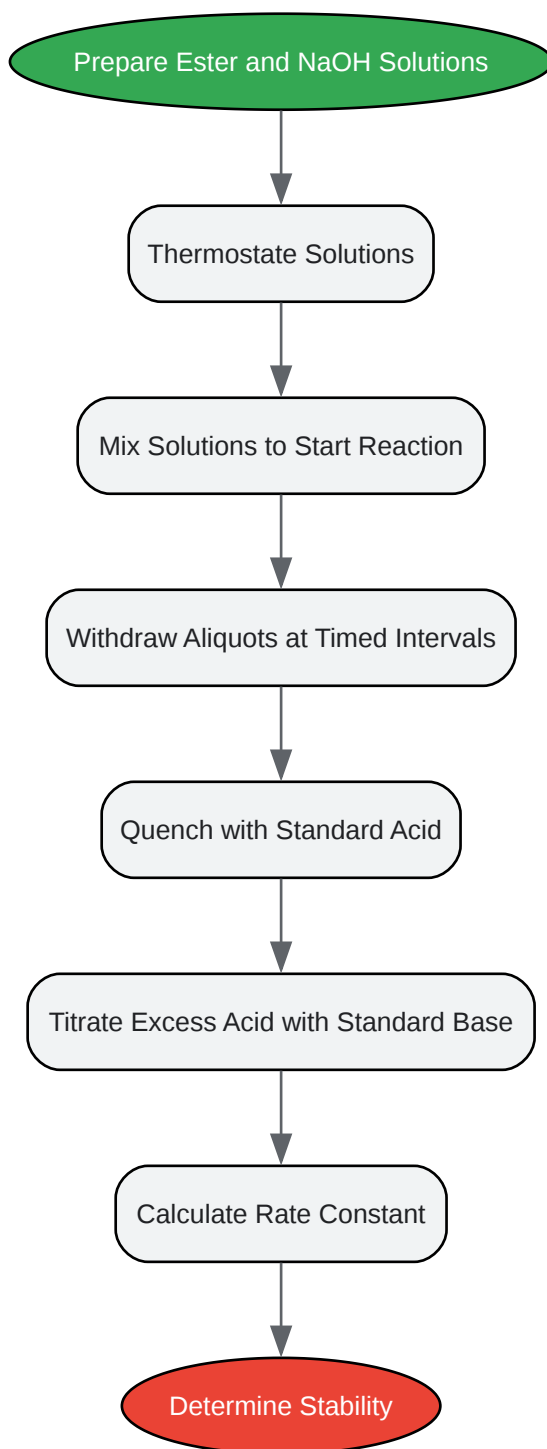 Prepare Ester and NaOH Solutions
Thermostate Solutions
Mix Solutions to Start Reaction
Withdraw Aliquots at Timed Intervals
Quench with Standard Acid
Titrate Excess Acid with Standard Base
Calculate Rate Constant
Determine Stability